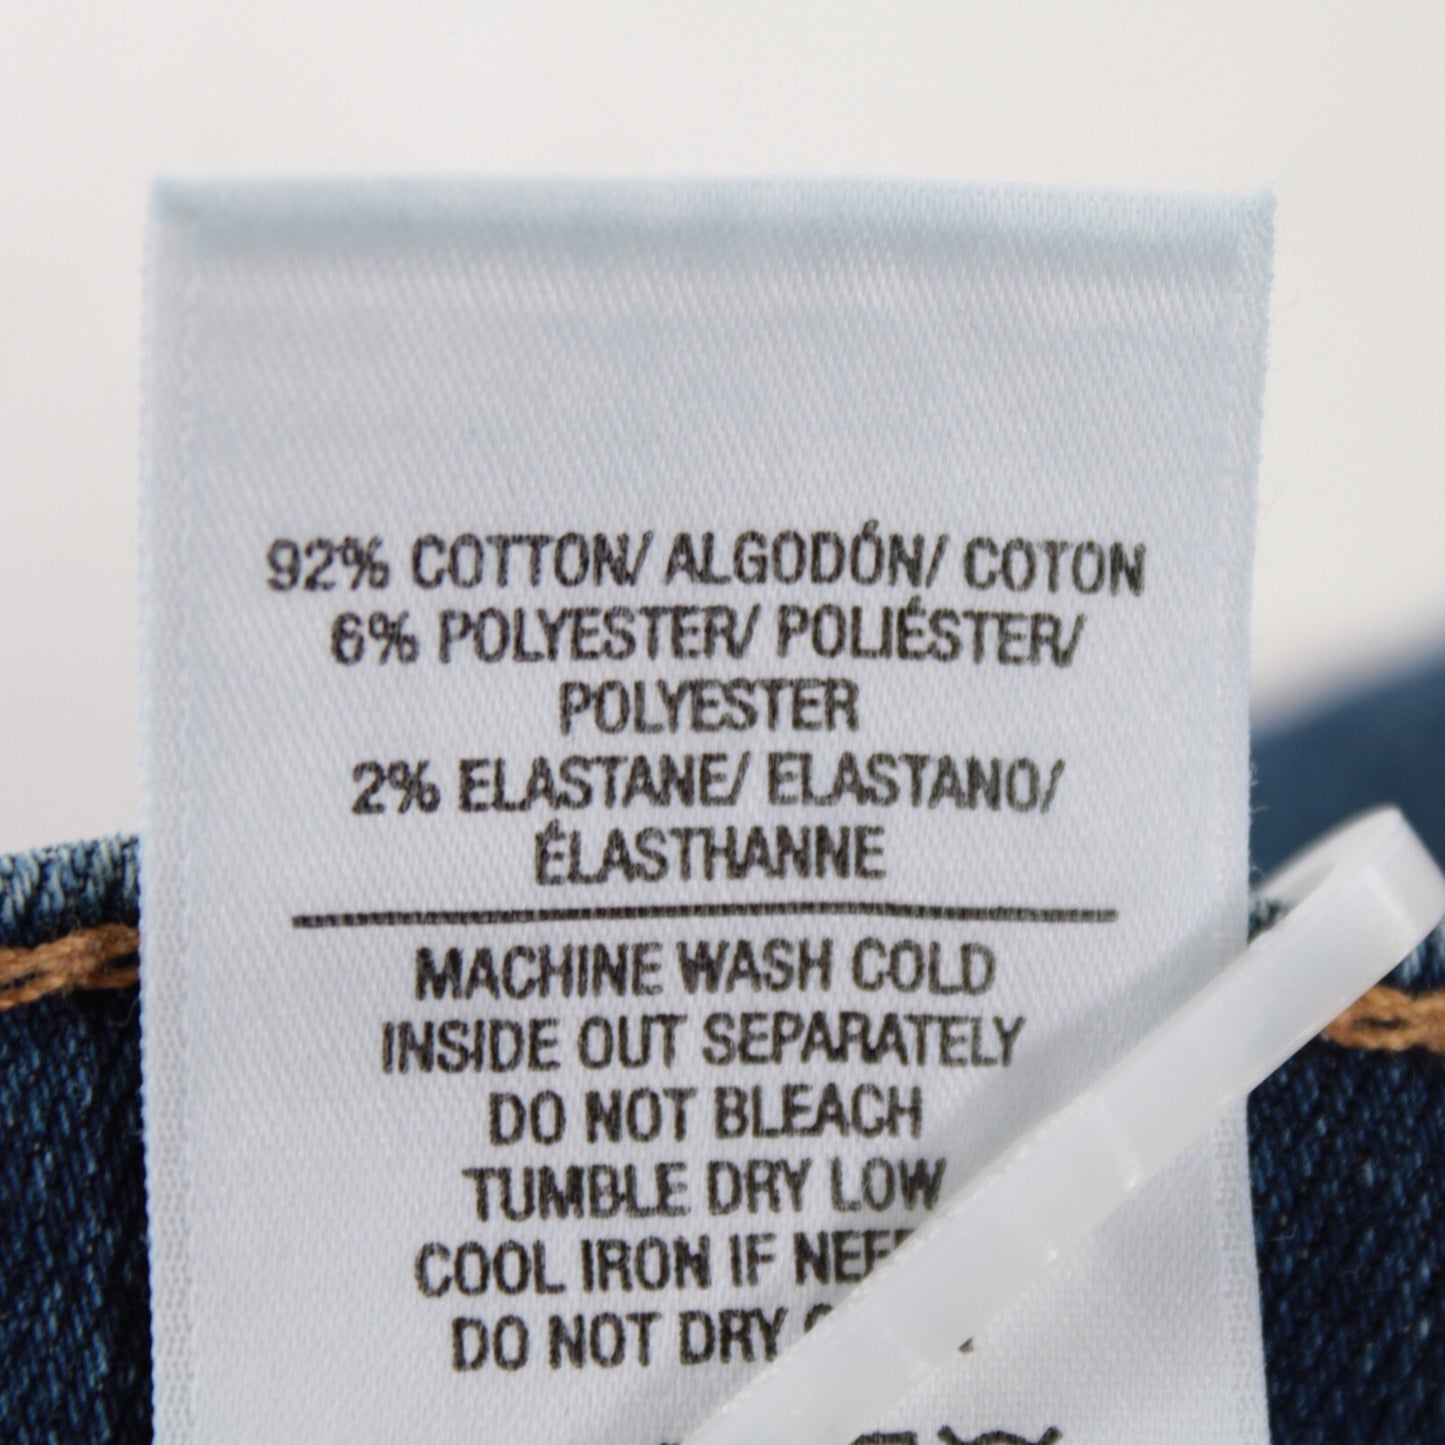 92% COTTON/ ALGODÓN/ COTON
6% POLYESTER/ POLIÉSTER/
POLYESTER
2% ELASTANE/ ELASTANO/
ÉLASTHANNE
MACHINE WASH COLD
INSIDE OUT SEPARATELY
DO NOT BLEACH
TUMBLE DRY LOW
COOL IRON IF
DO NOT DRY